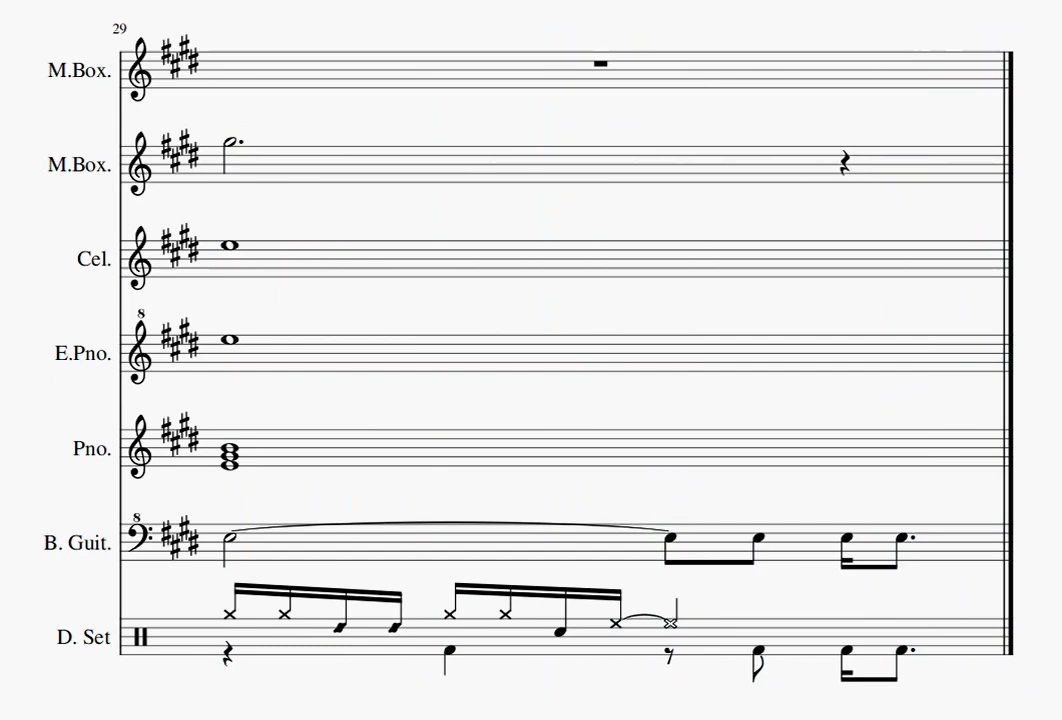 29
M.Box.
M.Box.
Cel.
8
E.Pno.
Pno.
8
B. Guit.
D. Set